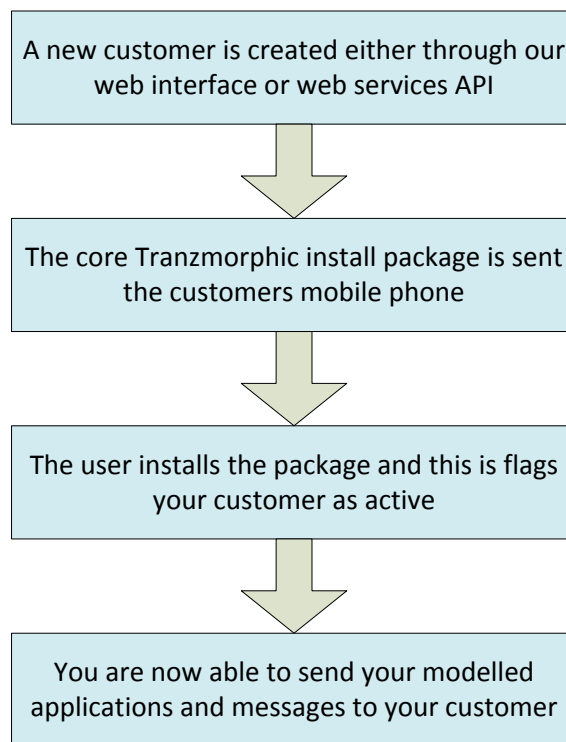 A new customer is created either through our
web interface or web services API
The core Tranzmorphic install package is sent
the customers mobile phone
The user installs the package and this is flags
your customer as active
You are now able to send your modelled
applications and messages to your customer